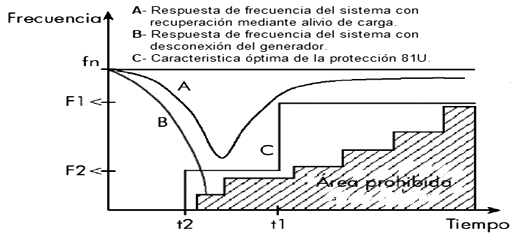 A- Respuesta de frecuencia del sistema con
recuperación mediante alivio de carga.
B- Respuesta de frecuencia del sistema con
desconexión del generador.
C- Caracteristica óptima de la protección 81U.
Frecuencia
fn
A
F1
B
C
F2
Área prohibida
t2
t1
Tiempo